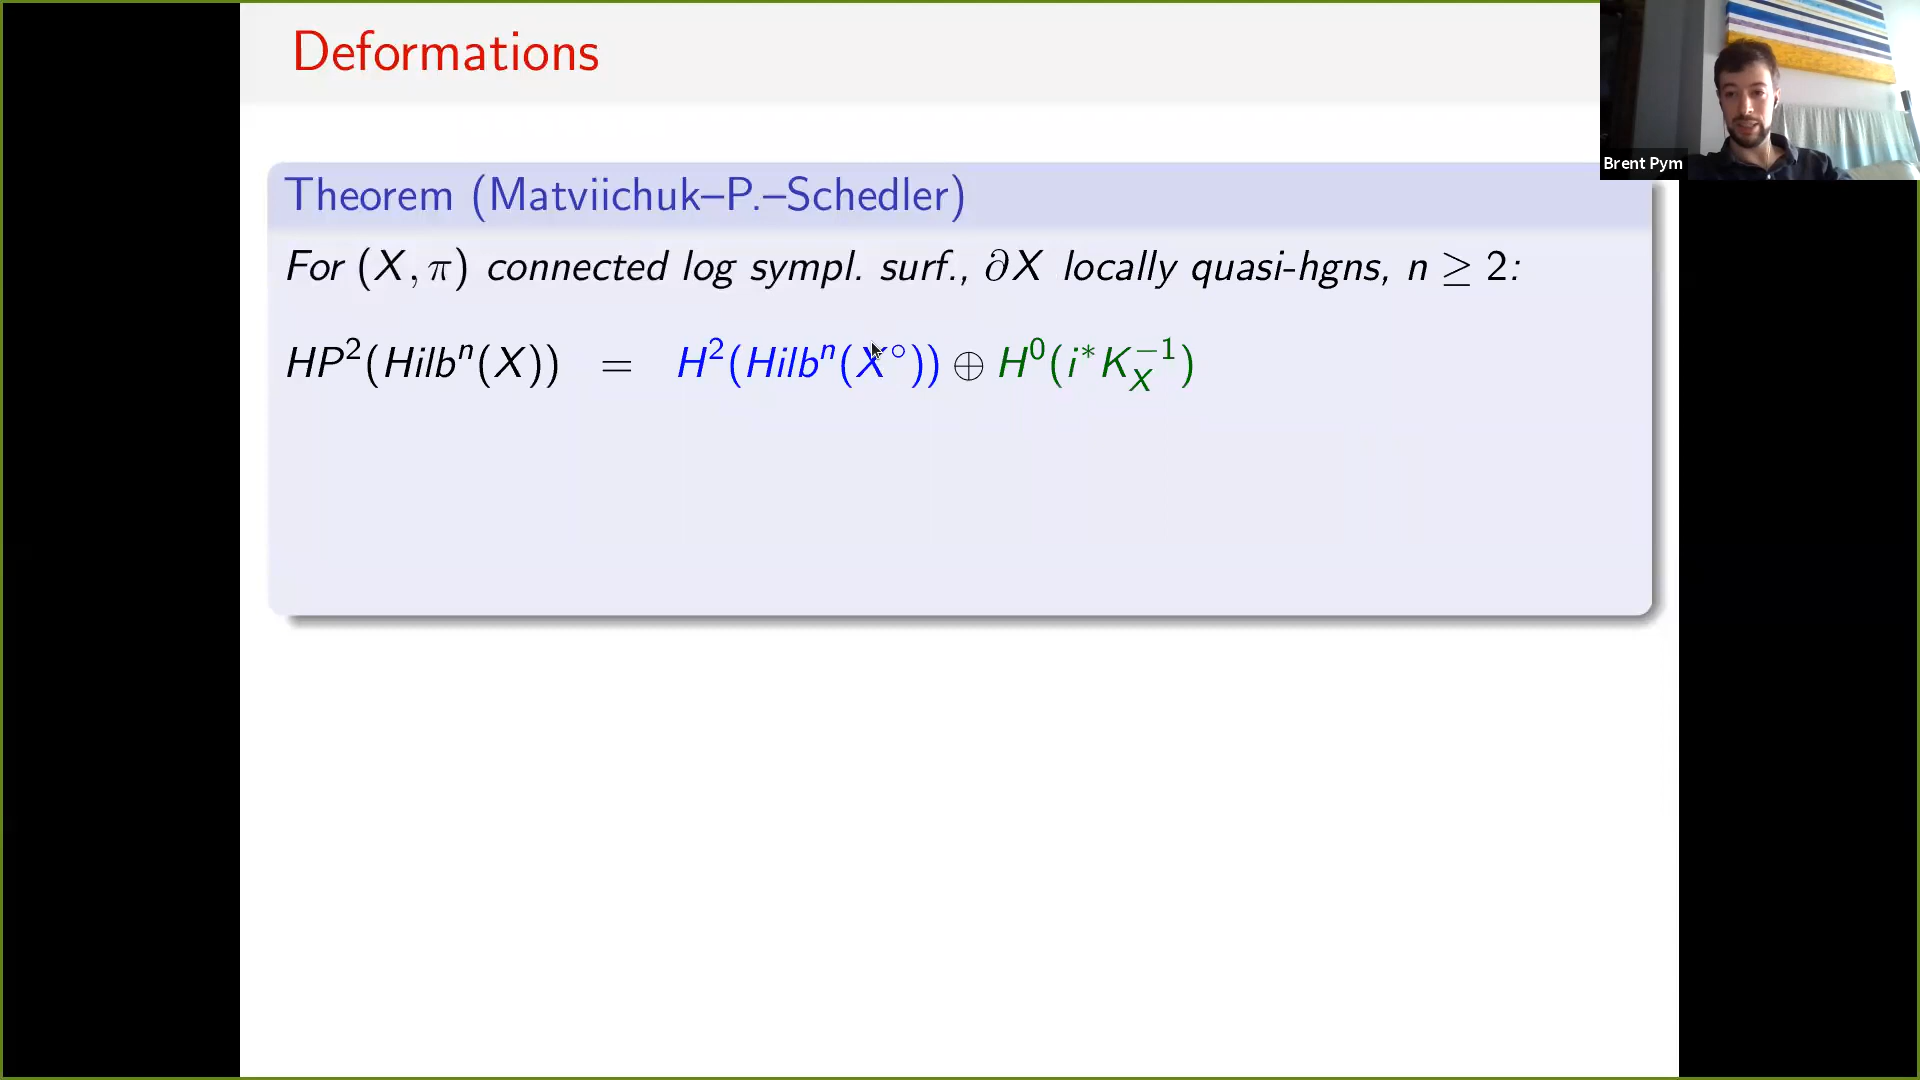 Deformations
Brent Pym
Theorem (Matviichuk–P.–Schedler)
For (X, π) connected log sympl. surf., ∂X locally quasi-hgns, n ≥ 2:
HP²(Hilbⁿ(X)) = H²(Hilbⁿ(X°)) ⊕ H⁰(i*K_X⁻¹)